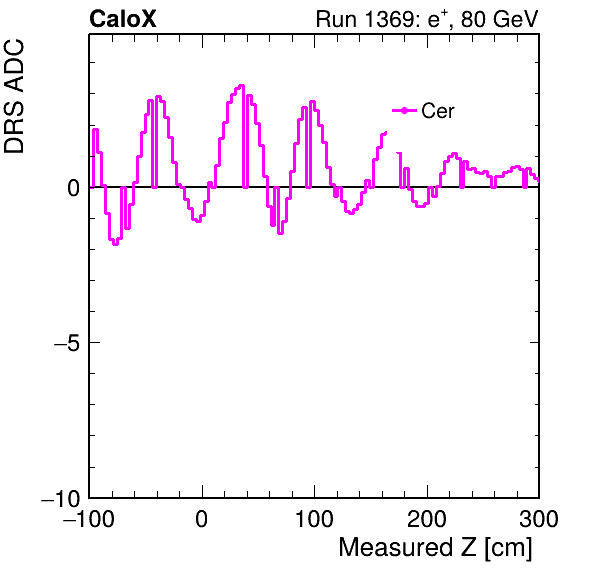 CaloX Run 1369: e⁺, 80 GeV
DRS ADC
Cer
0
−5
−10
−100 0 100 200 300
Measured Z [cm]